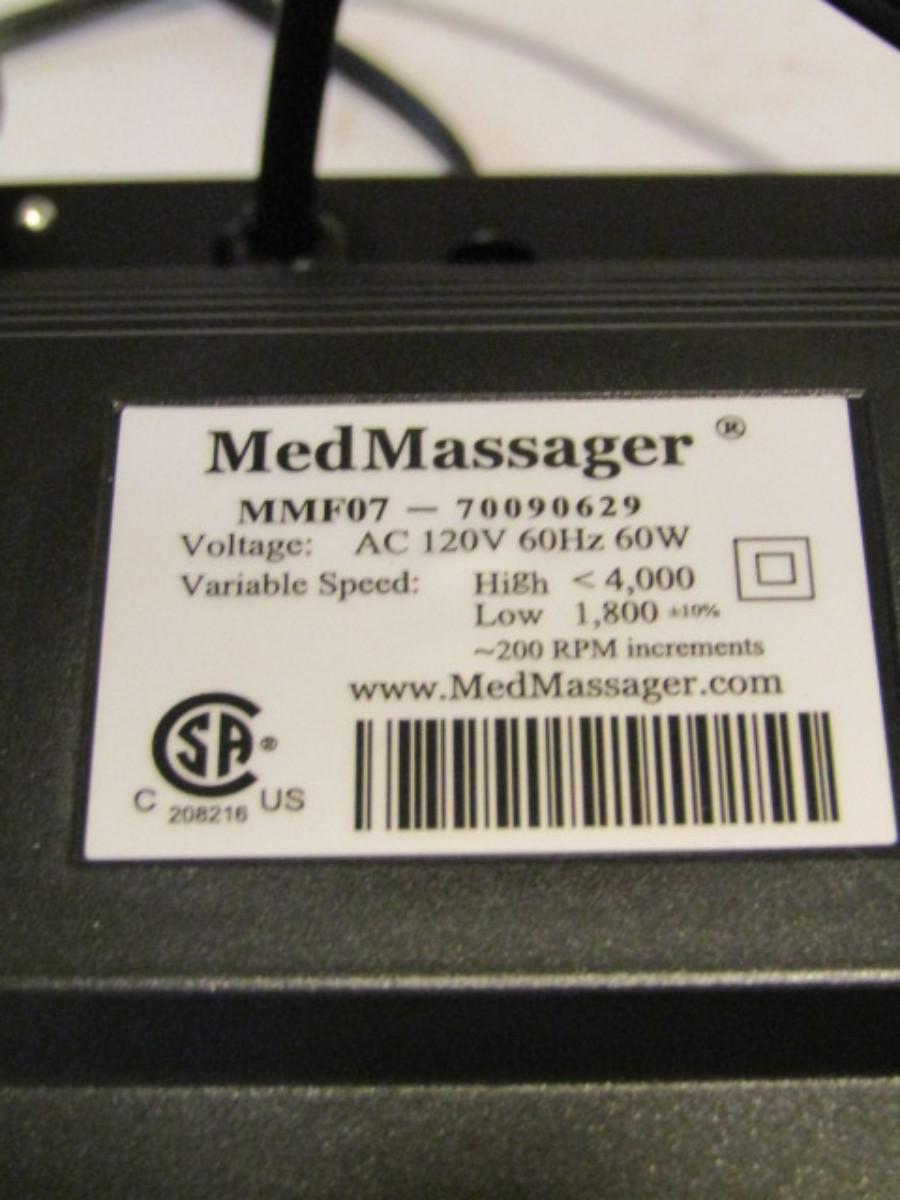 MedMassager ®
MMF07 — 70090629
Voltage: AC 120V 60Hz 60W
Variable Speed: High < 4,000
Low 1,800 ±10%
~200 RPM increments
www.MedMassager.com
CSA ®
C 208216 US